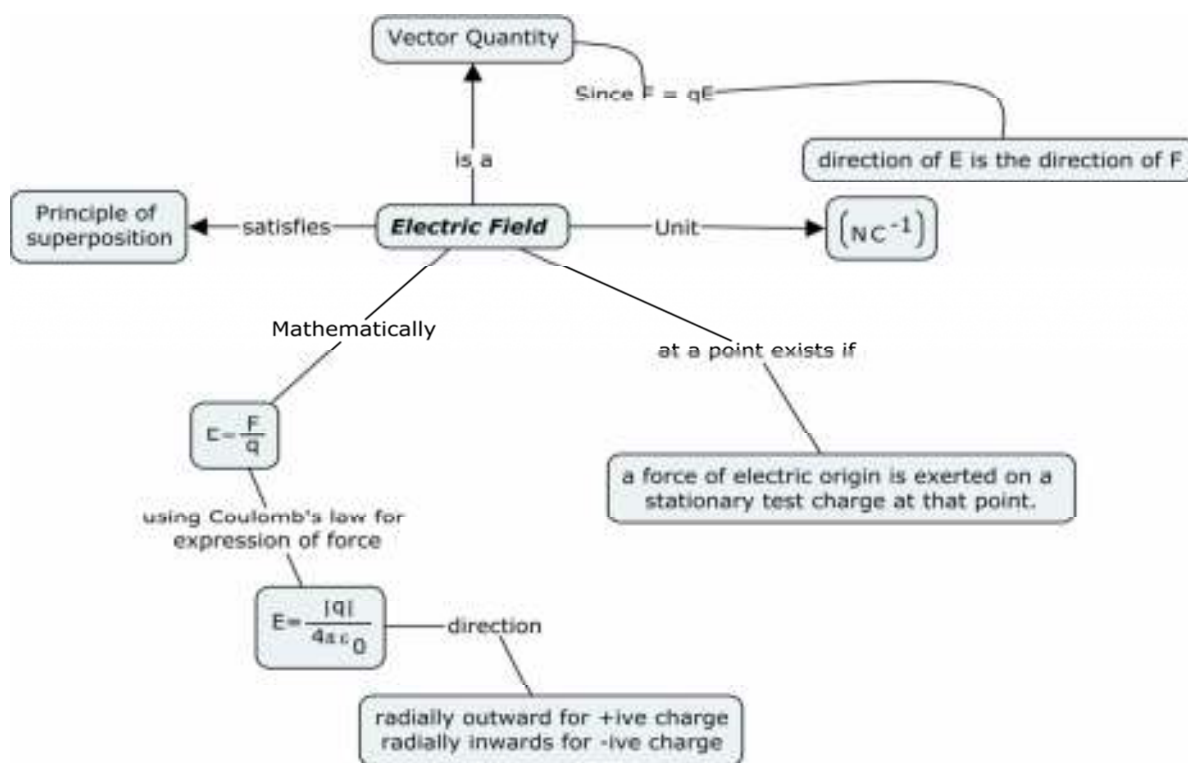 Vector Quantity
Since F = qE
direction of E is the direction of F
is a
Principle of
superposition
satisfies
Electric Field
Unit
(NC⁻¹)
Mathematically
at a point exists if
E=F/q
a force of electric origin is exerted on a
stationary test charge at that point.
using Coulomb's law for
expression of force
E=|q|/4πε₀
direction
radially outward for +ive charge
radially inwards for -ive charge